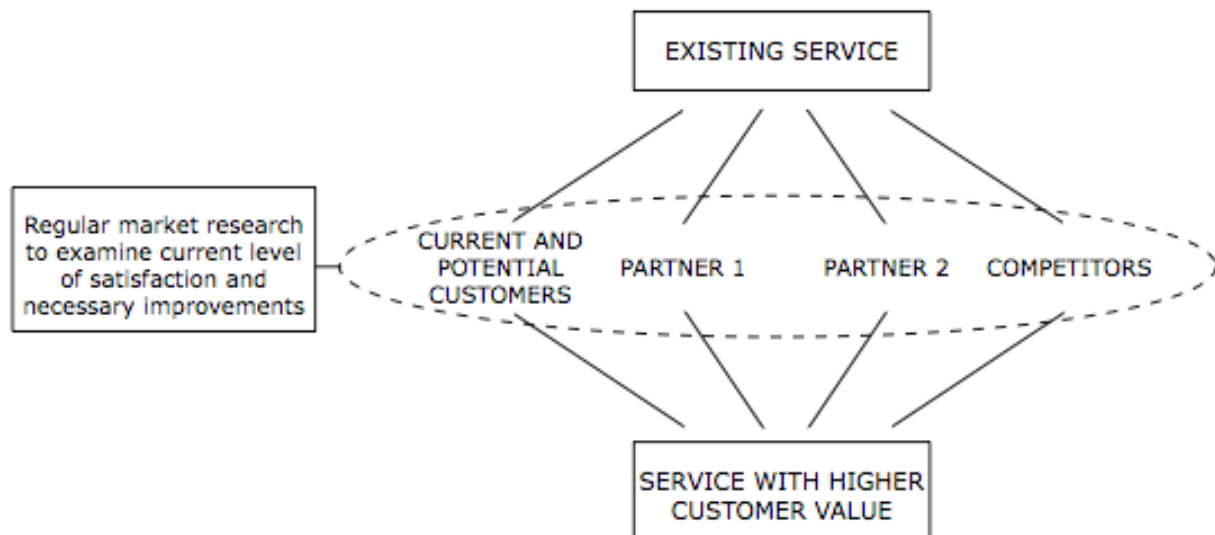 EXISTING SERVICE
Regular market research
to examine current level
of satisfaction and
necessary improvements
CURRENT AND
POTENTIAL
CUSTOMERS
PARTNER 1
PARTNER 2
COMPETITORS
SERVICE WITH HIGHER
CUSTOMER VALUE